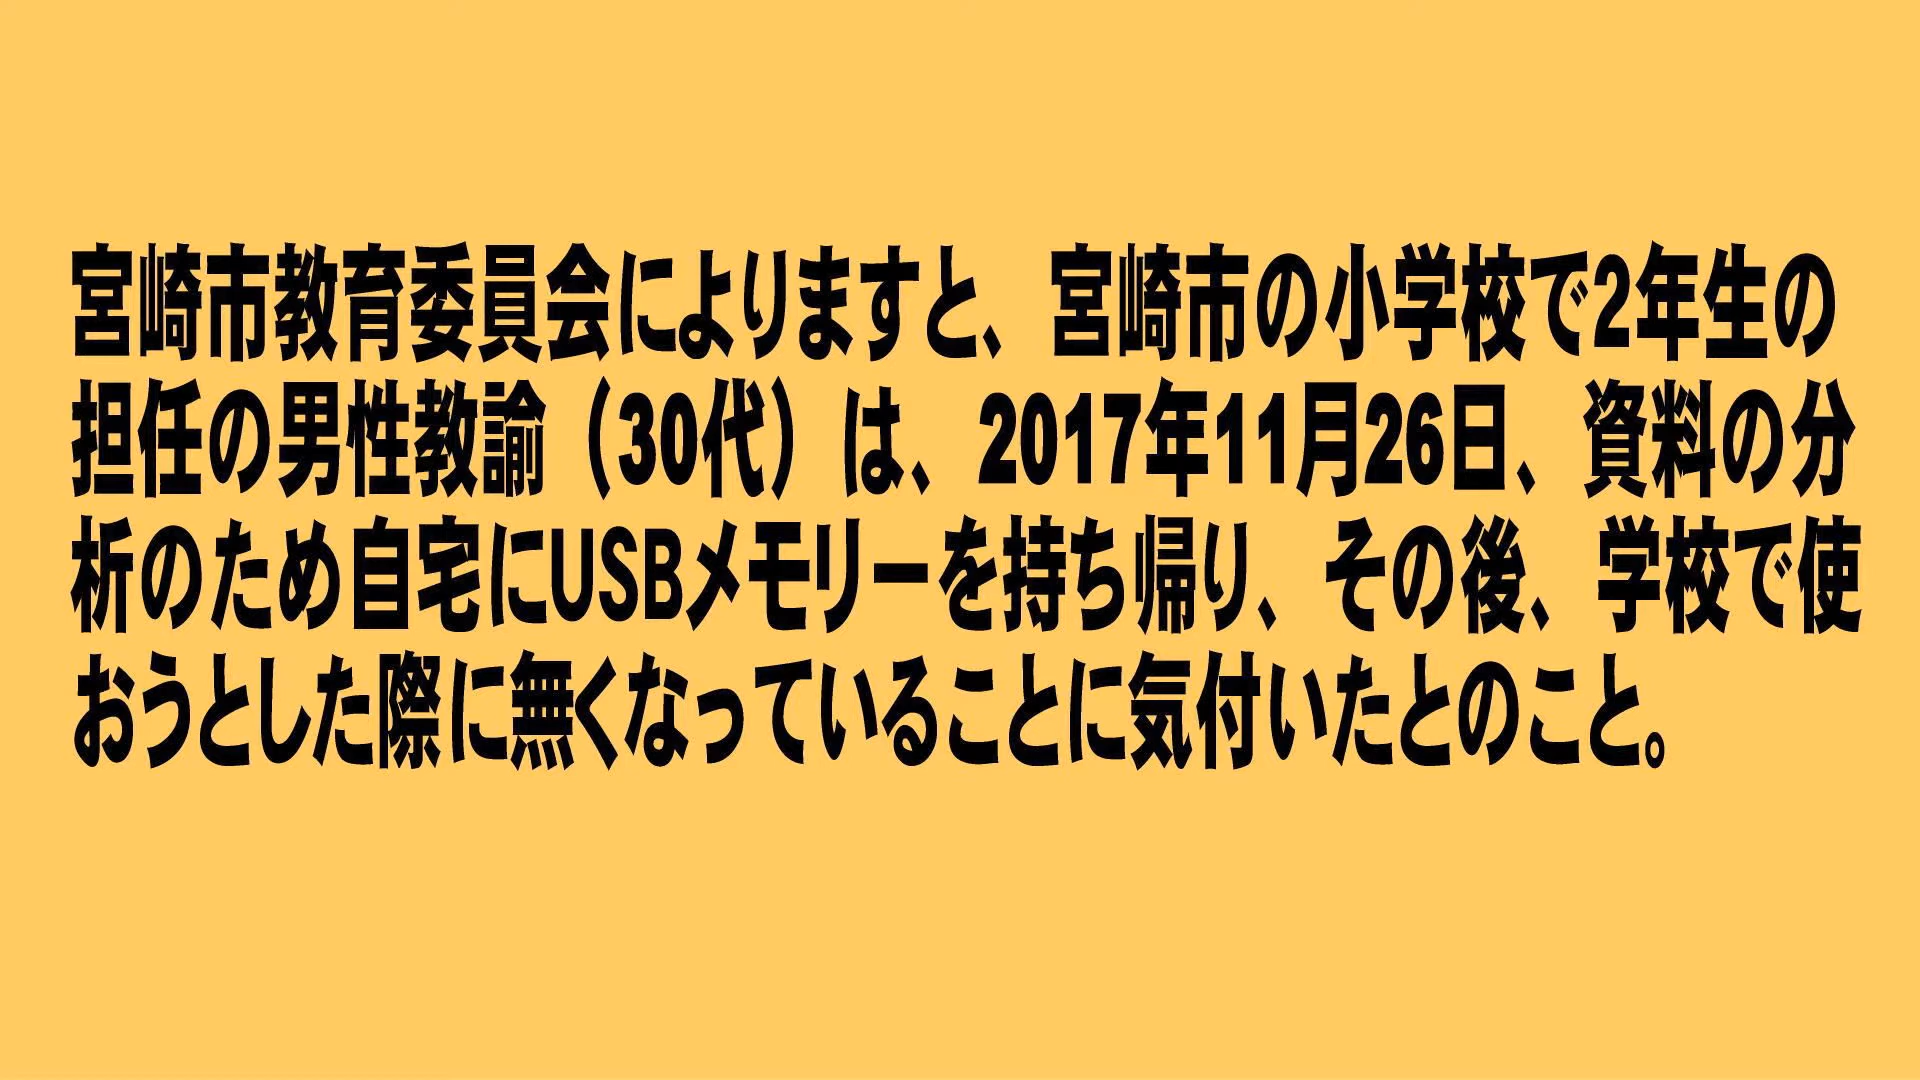 宮崎市教育委員会によりますと、宮崎市の小学校で2年生の
担任の男性教諭（30代）は、2017年11月26日、資料の分
析のため自宅にUSBメモリーを持ち帰り、その後、学校で使
おうとした際に無くなっていることに気付いたとのこと。